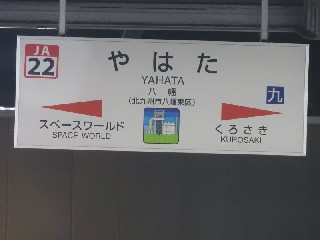 JA
22
やはた
YAHATA
八幡
(北九州市八幡東区)
九
スペースワールド
SPACE WORLD
くろさき
KUROSAKI